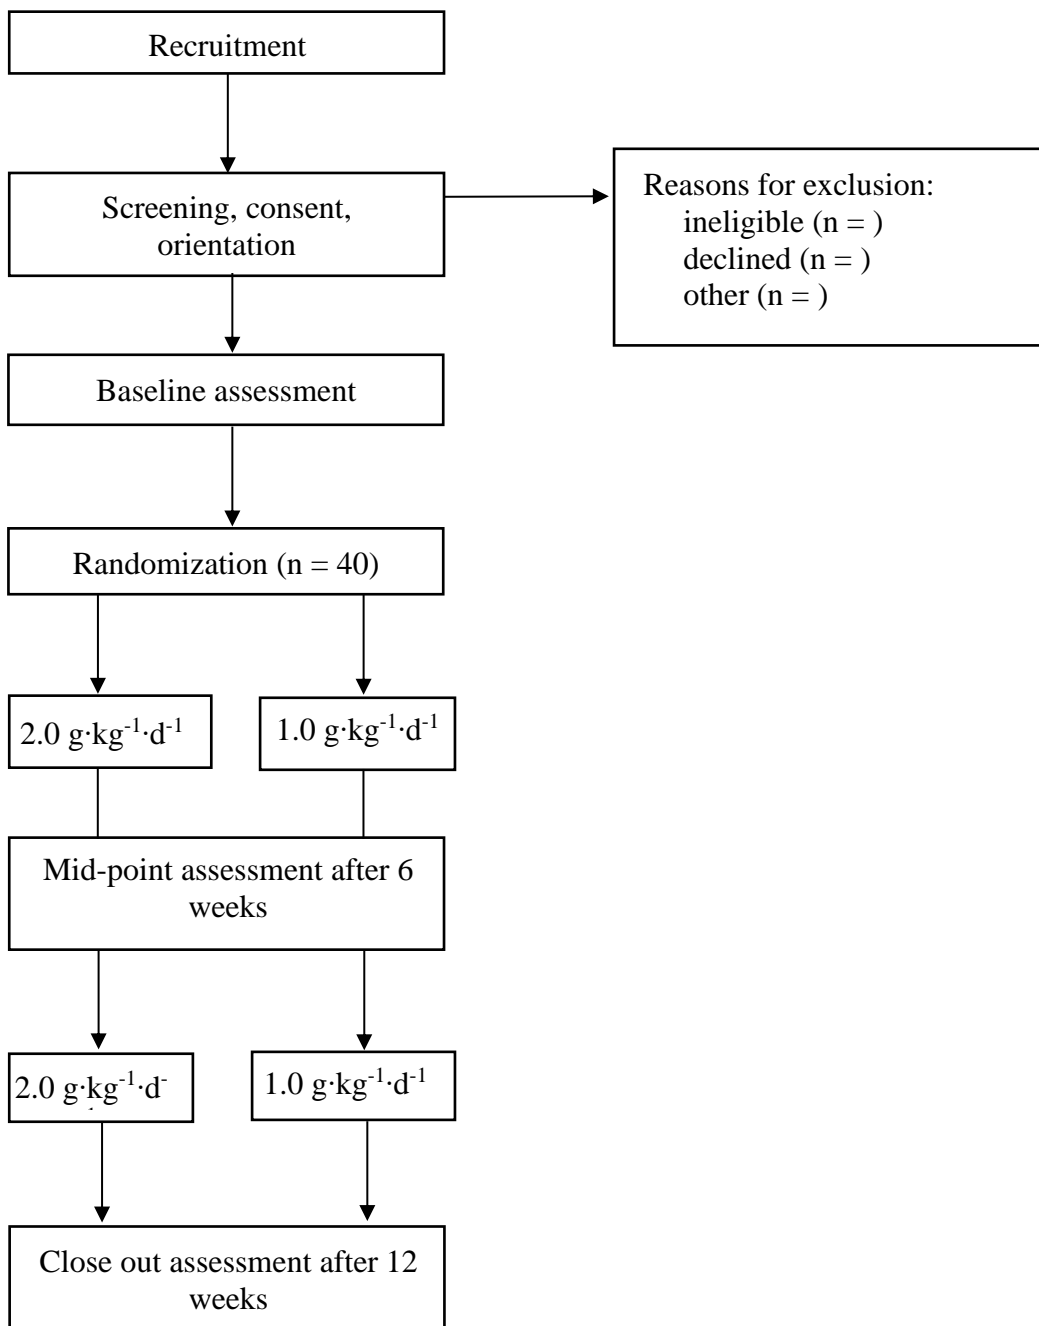 Recruitment
Screening, consent,
orientation
Reasons for exclusion:
ineligible (n = )
declined (n = )
other (n = )
Baseline assessment
Randomization (n = 40)
2.0 g·kg⁻¹·d⁻¹
1.0 g·kg⁻¹·d⁻¹
Mid-point assessment after 6
weeks
2.0 g·kg⁻¹·d⁻
1.0 g·kg⁻¹·d⁻¹
Close out assessment after 12
weeks